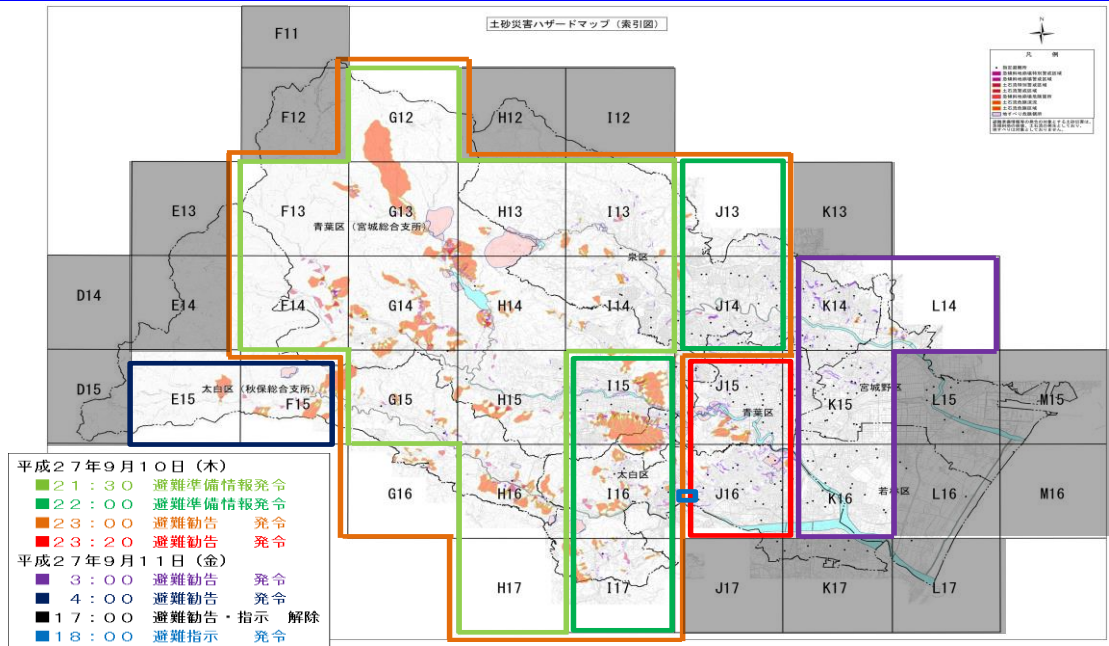 土砂災害ハザードマップ（索引図）
N
凡 例
F11
F12
G12
H12
I12
E13
F13
G13
H13
I13
J13
K13
青葉区（宮城総合支所）
泉区
D14
E14
F14
G14
H14
I14
J14
K14
L14
D15
E15
太白区（秋保総合支所）
F15
G15
H15
I15
J15
青葉区
K15
宮城野区
L15
M15
G16
H16
太白区
I16
J16
K16
若林区
L16
M16
H17
I17
J17
K17
L17
平成２７年９月１０日（木）
２１：３０ 避難準備情報発令
２２：００ 避難準備情報発令
２３：００ 避難勧告 発令
２３：２０ 避難勧告 発令
平成２７年９月１１日（金）
３：００ 避難勧告 発令
４：００ 避難勧告 発令
１７：００ 避難勧告・指示 解除
１８：００ 避難指示 発令